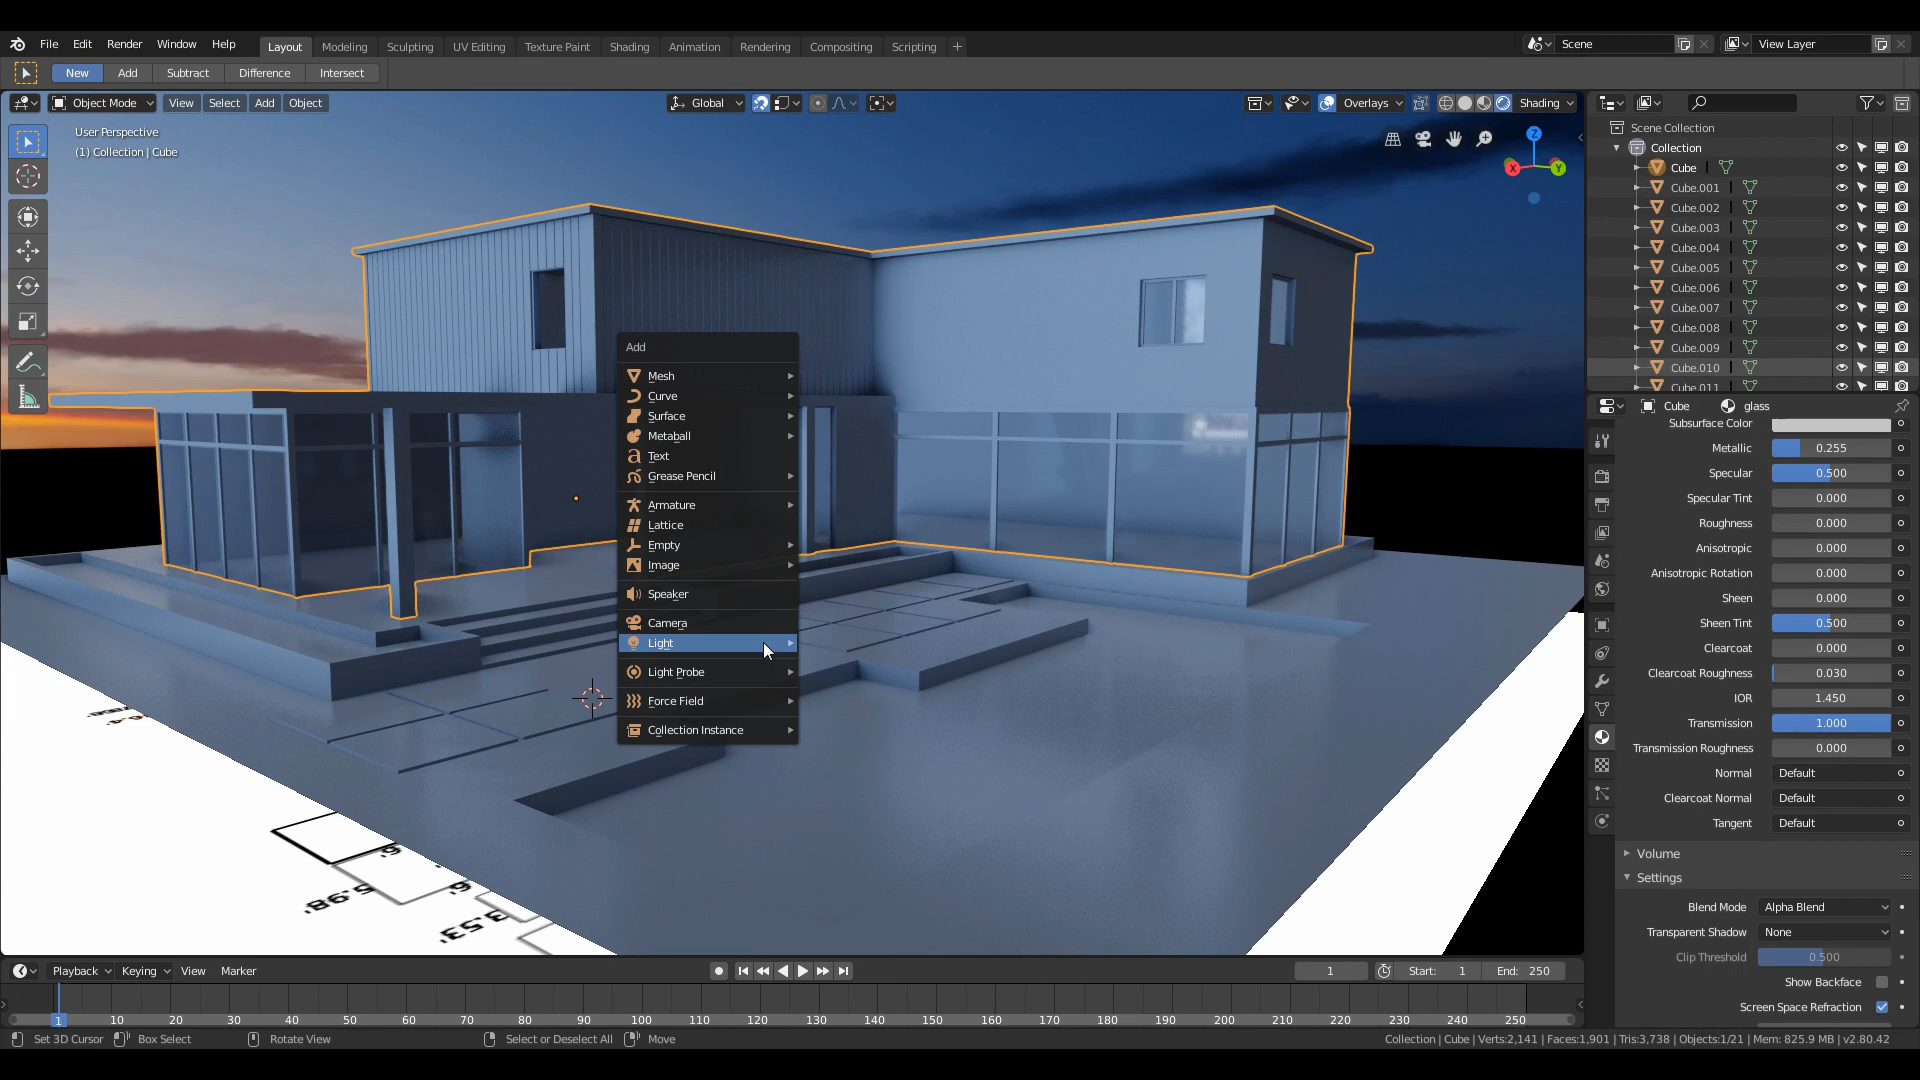 File Edit Render Window Help Layout Modeling Sculpting UV Editing Texture Paint Shading Animation Rendering Compositing Scripting + Scene View Layer
New Add Subtract Difference Intersect
Object Mode View Select Add Object Global Overlays Shading
User Perspective
(1) Collection | Cube
Z
X
Y
Scene Collection
Collection
Cube
Cube.001
Cube.002
Cube.003
Cube.004
Cube.005
Cube.006
Cube.007
Cube.008
Cube.009
Cube.010
Cube.011
Add
Mesh
Curve
Surface
Metaball
Text
Grease Pencil
Armature
Lattice
Empty
Image
Speaker
Camera
Light
Light Probe
Force Field
Collection Instance
5.98'
3.53'
Cube glass
Subsurface Color
Metallic 0.255
Specular 0.500
Specular Tint 0.000
Roughness 0.000
Anisotropic 0.000
Anisotropic Rotation 0.000
Sheen 0.000
Sheen Tint 0.500
Clearcoat 0.000
Clearcoat Roughness 0.030
IOR 1.450
Transmission 1.000
Transmission Roughness 0.000
Normal Default
Clearcoat Normal Default
Tangent Default
Volume
Settings
Blend Mode Alpha Blend
Transparent Shadow None
Clip Threshold 0.500
Show Backface
Screen Space Refraction
Playback Keying View Marker 1 Start: 1 End: 250
1 10 20 30 40 50 60 70 80 90 100 110 120 130 140 150 160 170 180 190 200 210 220 230 240 250
Set 3D Cursor Box Select Rotate View Select or Deselect All Move Collection | Cube | Verts:2,141 | Faces:1,901 | Tris:3,738 | Objects:1/21 | Mem: 825.9 MB | v2.80.42